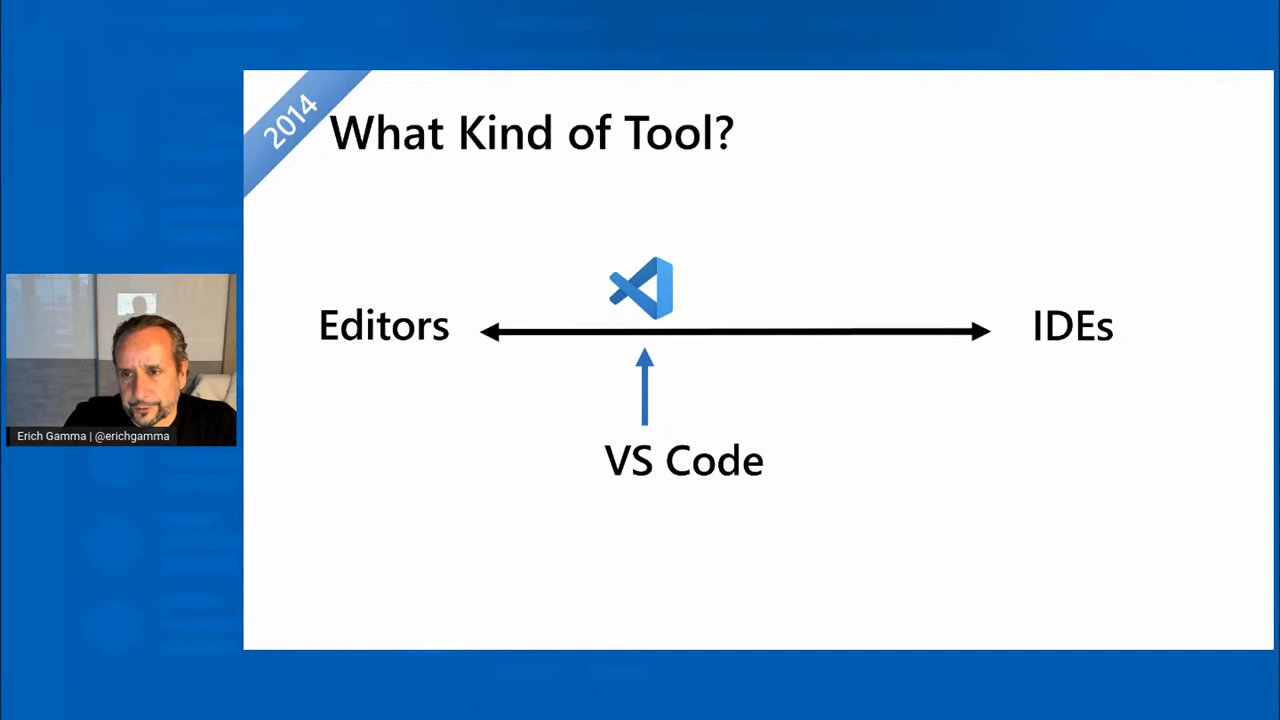 2014
What Kind of Tool?
Editors
IDEs
VS Code
Erich Gamma | @erichgamma